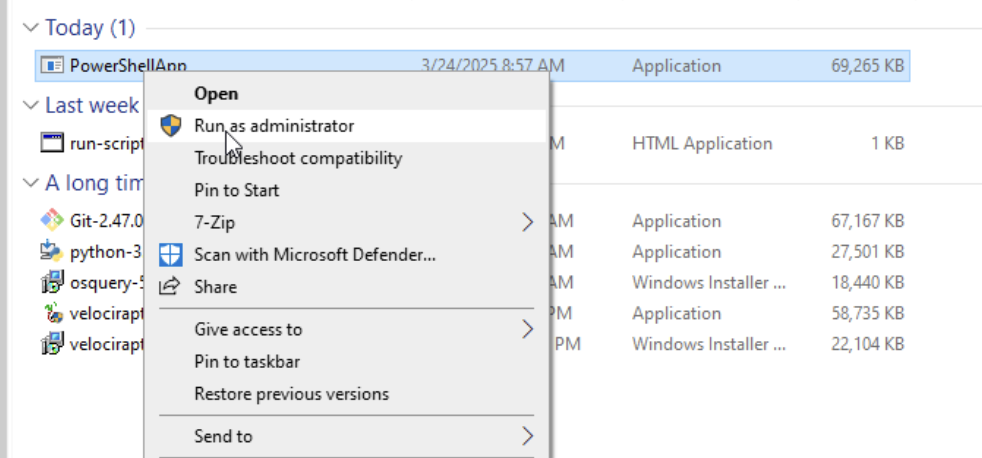 Today (1)
PowerShellApp 3/24/2025 8:57 AM Application 69,265 KB
Open
Last week
Run as administrator
run-script M HTML Application 1 KB
Troubleshoot compatibility
A long tim
Pin to Start
Git-2.47.0 AM Application 67,167 KB
7-Zip
python-3 AM Application 27,501 KB
Scan with Microsoft Defender...
osquery-5 AM Windows Installer ... 18,440 KB
Share
velocirapt PM Application 58,735 KB
Give access to
velocirapt PM Windows Installer ... 22,104 KB
Pin to taskbar
Restore previous versions
Send to